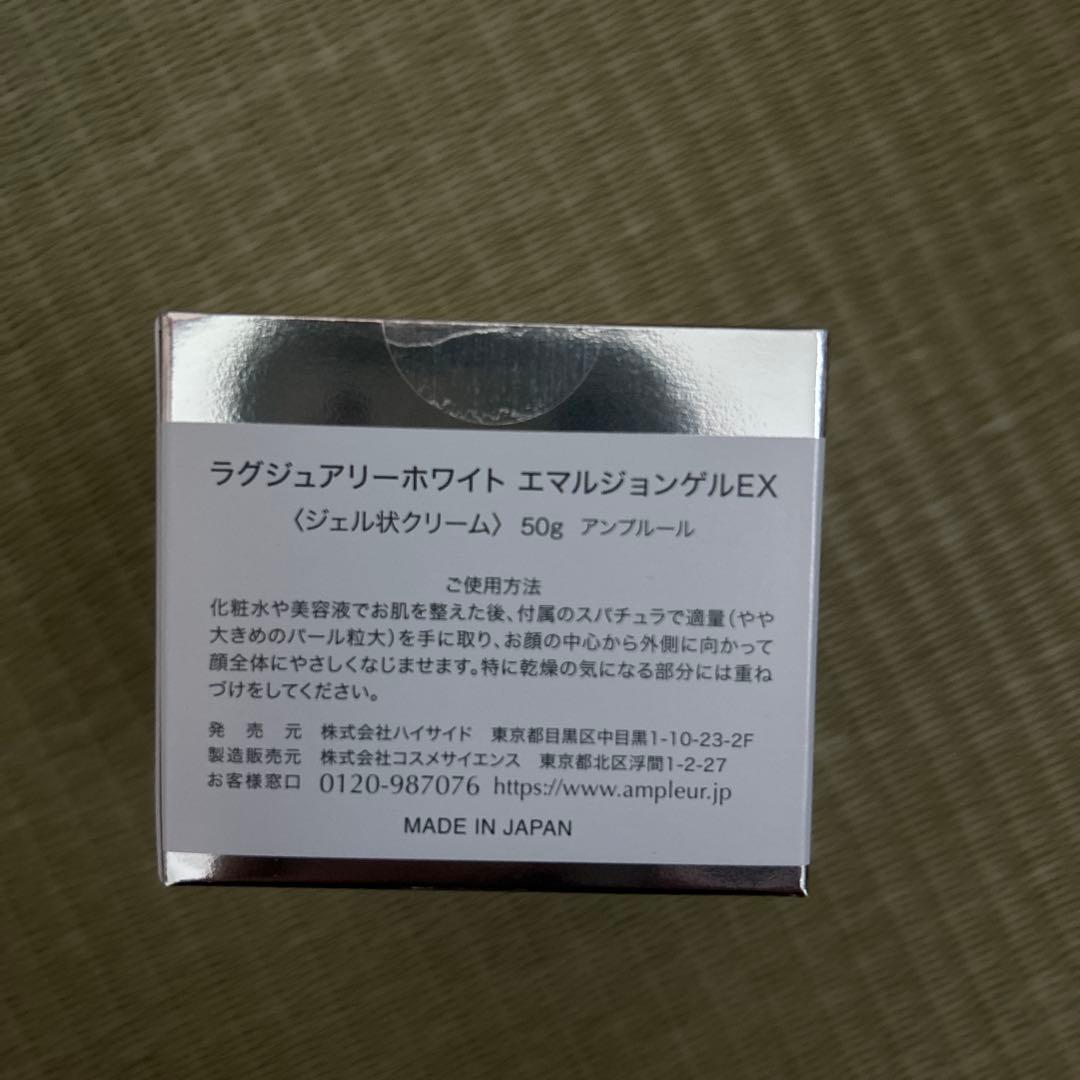 ラグジュアリーホワイト エマルジョンゲルEX
〈ジェル状クリーム〉 50g アンプルール
ご使用方法
化粧水や美容液でお肌を整えた後、付属のスパチュラで適量(やや
大きめのパール粒大)を手に取り、お顔の中心から外側に向かって
顔全体にやさしくなじませます。特に乾燥の気になる部分には重ね
づけをしてください。
発売元 株式会社ハイサイド 東京都目黒区中目黒1-10-23-2F
製造販売元 株式会社コスメサイエンス 東京都北区浮間1-2-27
お客様窓口 0120-987076 https://www.ampleur.jp
MADE IN JAPAN